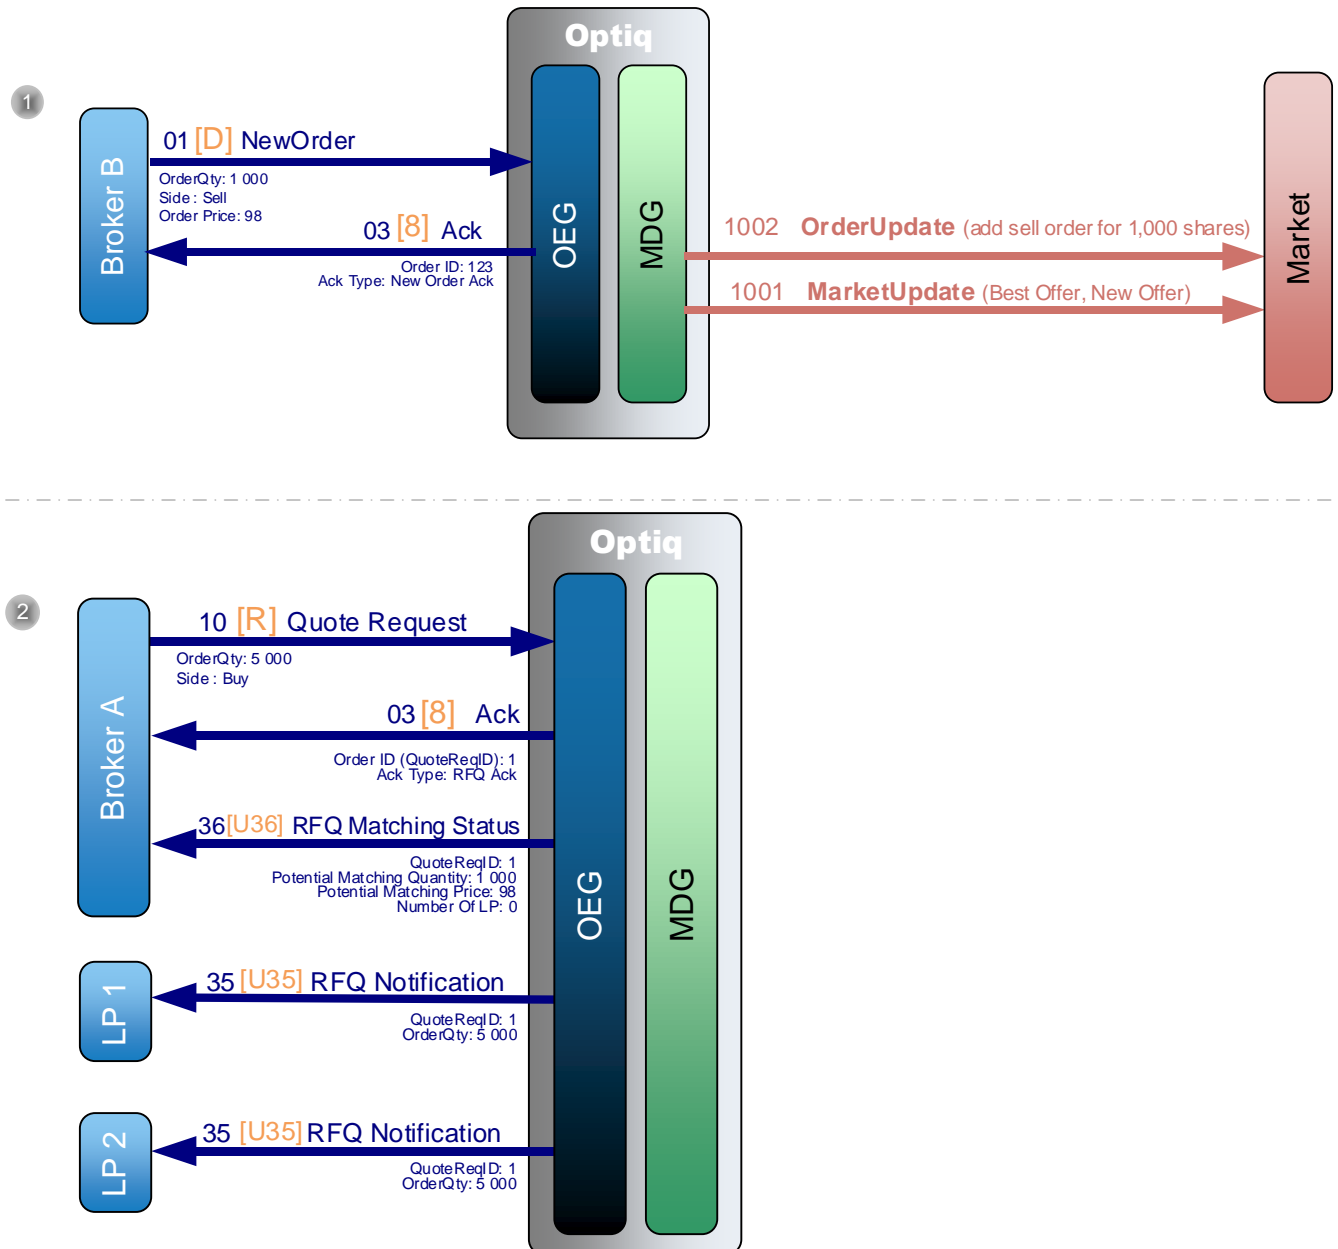 Optiq
1
Broker B
01 [D] NewOrder
OrderQty: 1 000
Side : Sell
Order Price: 98
03 [8] Ack
Order ID: 123
Ack Type: New Order Ack
OEG
MDG
1002 OrderUpdate (add sell order for 1,000 shares)
1001 MarketUpdate (Best Offer, New Offer)
Market
Optiq
2
Broker A
10 [R] Quote Request
OrderQty: 5 000
Side : Buy
03 [8] Ack
Order ID (QuoteReqID): 1
Ack Type: RFQ Ack
36 [U36] RFQ Matching Status
QuoteReqID: 1
Potential Matching Quantity: 1 000
Potential Matching Price: 98
Number Of LP: 0
OEG
MDG
LP 1
35 [U35] RFQ Notification
QuoteReqID: 1
OrderQty: 5 000
LP 2
35 [U35] RFQ Notification
QuoteReqID: 1
OrderQty: 5 000